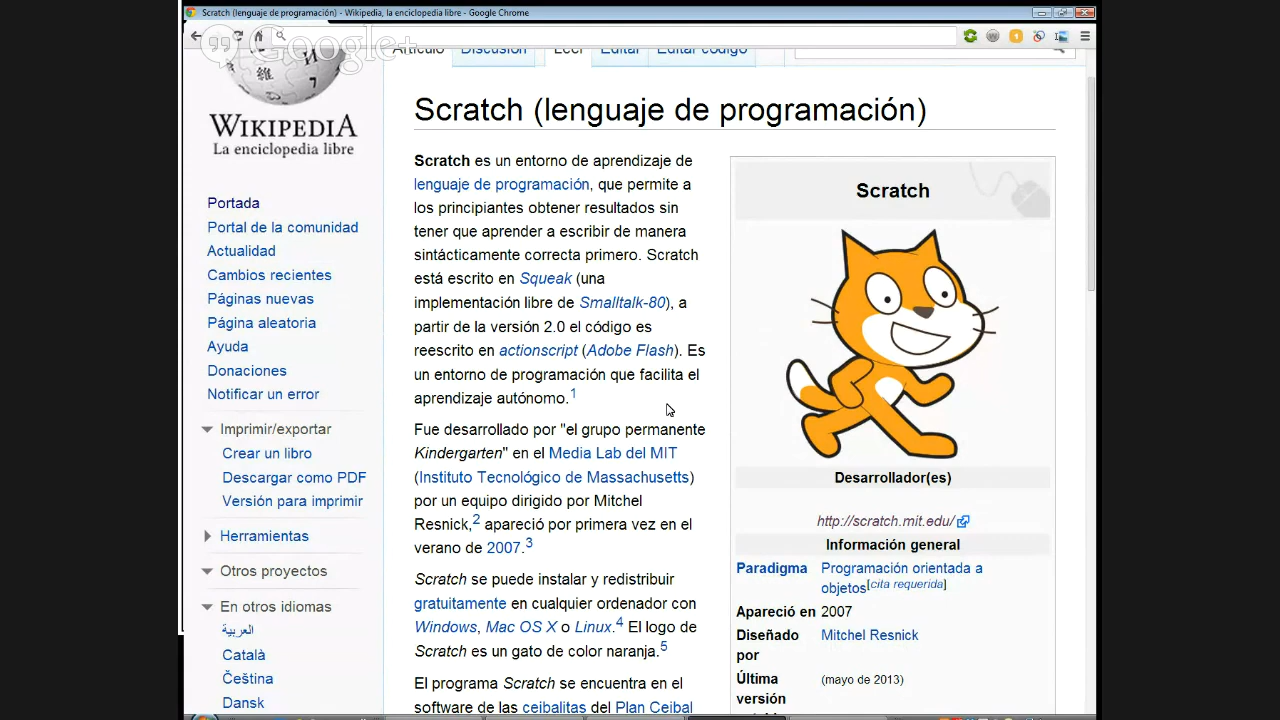 Scratch (lenguaje de programación) - Wikipedia, la enciclopedia libre - Google Chrome
Google+
Artículo Discusión Leer Editar Editar código
WIKIPEDIA
La enciclopedia libre
Portada
Portal de la comunidad
Actualidad
Cambios recientes
Páginas nuevas
Página aleatoria
Ayuda
Donaciones
Notificar un error
Imprimir/exportar
Crear un libro
Descargar como PDF
Versión para imprimir
Herramientas
Otros proyectos
En otros idiomas
العربية
Català
Čeština
Dansk
Scratch (lenguaje de programación)
Scratch es un entorno de aprendizaje de
lenguaje de programación, que permite a
los principiantes obtener resultados sin
tener que aprender a escribir de manera
sintácticamente correcta primero. Scratch
está escrito en Squeak (una
implementación libre de Smalltalk-80), a
partir de la versión 2.0 el código es
reescrito en actionscript (Adobe Flash). Es
un entorno de programación que facilita el
aprendizaje autónomo.1
Fue desarrollado por "el grupo permanente
Kindergarten" en el Media Lab del MIT
(Instituto Tecnológico de Massachusetts)
por un equipo dirigido por Mitchel
Resnick,2 apareció por primera vez en el
verano de 2007.3
Scratch se puede instalar y redistribuir
gratuitamente en cualquier ordenador con
Windows, Mac OS X o Linux.4 El logo de
Scratch es un gato de color naranja.5
El programa Scratch se encuentra en el
software de las ceibalitas del Plan Ceibal
Scratch
Desarrollador(es)
http://scratch.mit.edu/
Información general
Paradigma Programación orientada a
objetos[cita requerida]
Apareció en 2007
Diseñado Mitchel Resnick
por
Última (mayo de 2013)
versión